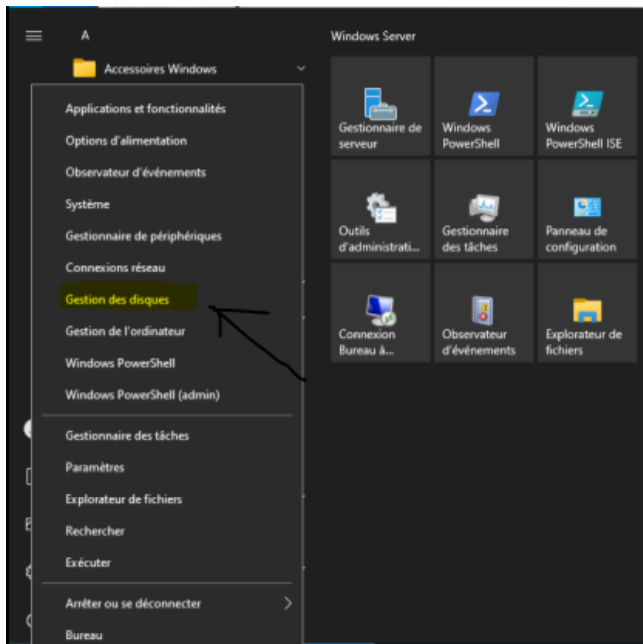 A
Accessoires Windows
Applications et fonctionnalités
Options d'alimentation
Observateur d'événements
Système
Gestionnaire de périphériques
Connexions réseau
Gestion des disques
Gestion de l'ordinateur
Windows PowerShell
Windows PowerShell (admin)
Gestionnaire des tâches
Paramètres
Explorateur de fichiers
Rechercher
Exécuter
Arrêter ou se déconnecter
Bureau
Windows Server
Gestionnaire de
serveur
Windows
PowerShell
Windows
PowerShell ISE
Outils
d'administrati...
Gestionnaire
des tâches
Panneau de
configuration
Connexion
Bureau à...
Observateur
d'événements
Explorateur de
fichiers